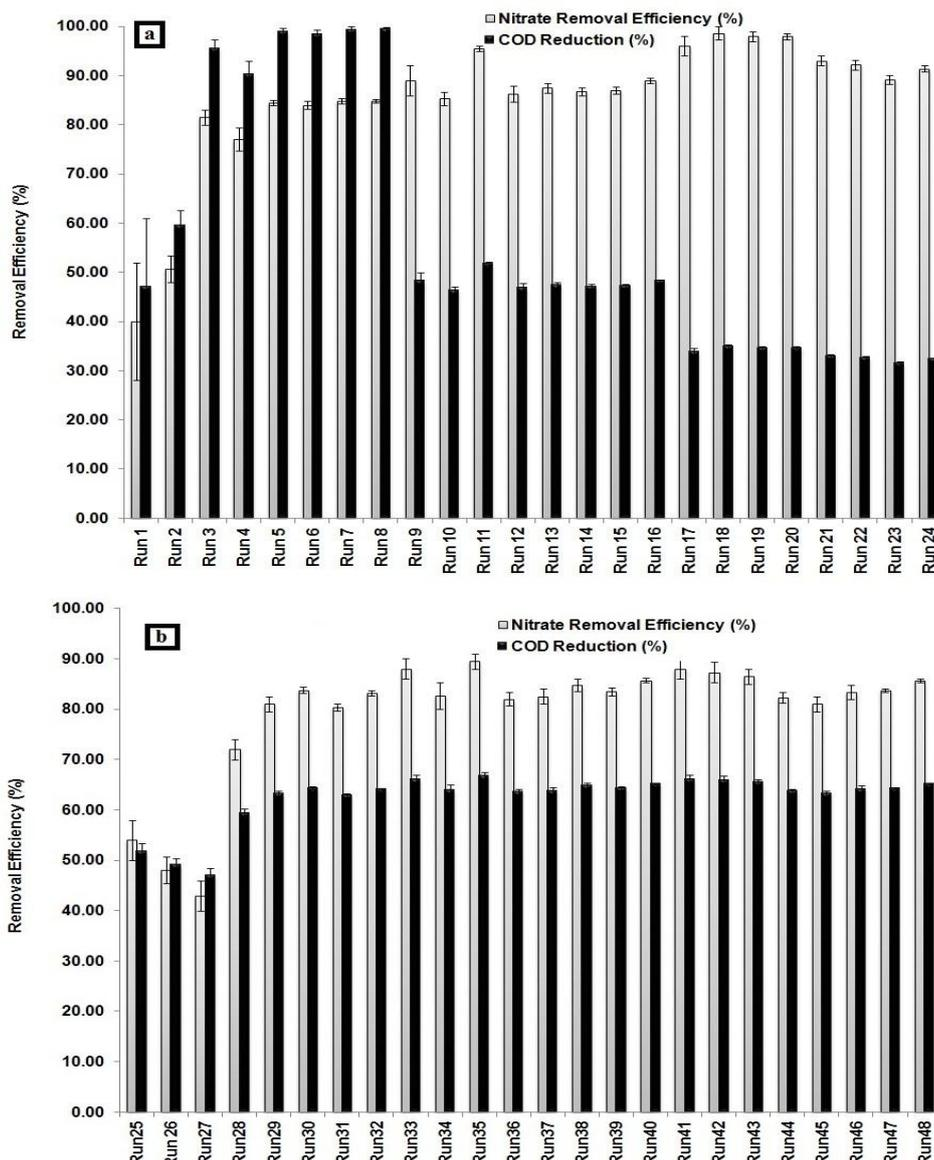 a
Nitrate Removal Efficiency (%)
COD Reduction (%)
Removal Efficiency (%)
100.00
90.00
80.00
70.00
60.00
50.00
40.00
30.00
20.00
10.00
0.00
Run 1
Run 2
Run 3
Run 4
Run 5
Run 6
Run 7
Run 8
Run 9
Run 10
Run 11
Run 12
Run 13
Run 14
Run 15
Run 16
Run 17
Run 18
Run 19
Run 20
Run 21
Run 22
Run 23
Run 24
b
Nitrate Removal Efficiency (%)
COD Reduction (%)
Removal Efficiency (%)
100.00
90.00
80.00
70.00
60.00
50.00
40.00
30.00
20.00
10.00
0.00
Run25
Run 26
Run27
Run28
Run29
Run30
Run31
Run32
Run33
Run34
Run35
Run36
Run37
Run38
Run39
Run40
Run41
Run42
Run43
Run44
Run45
Run46
Run47
Run48